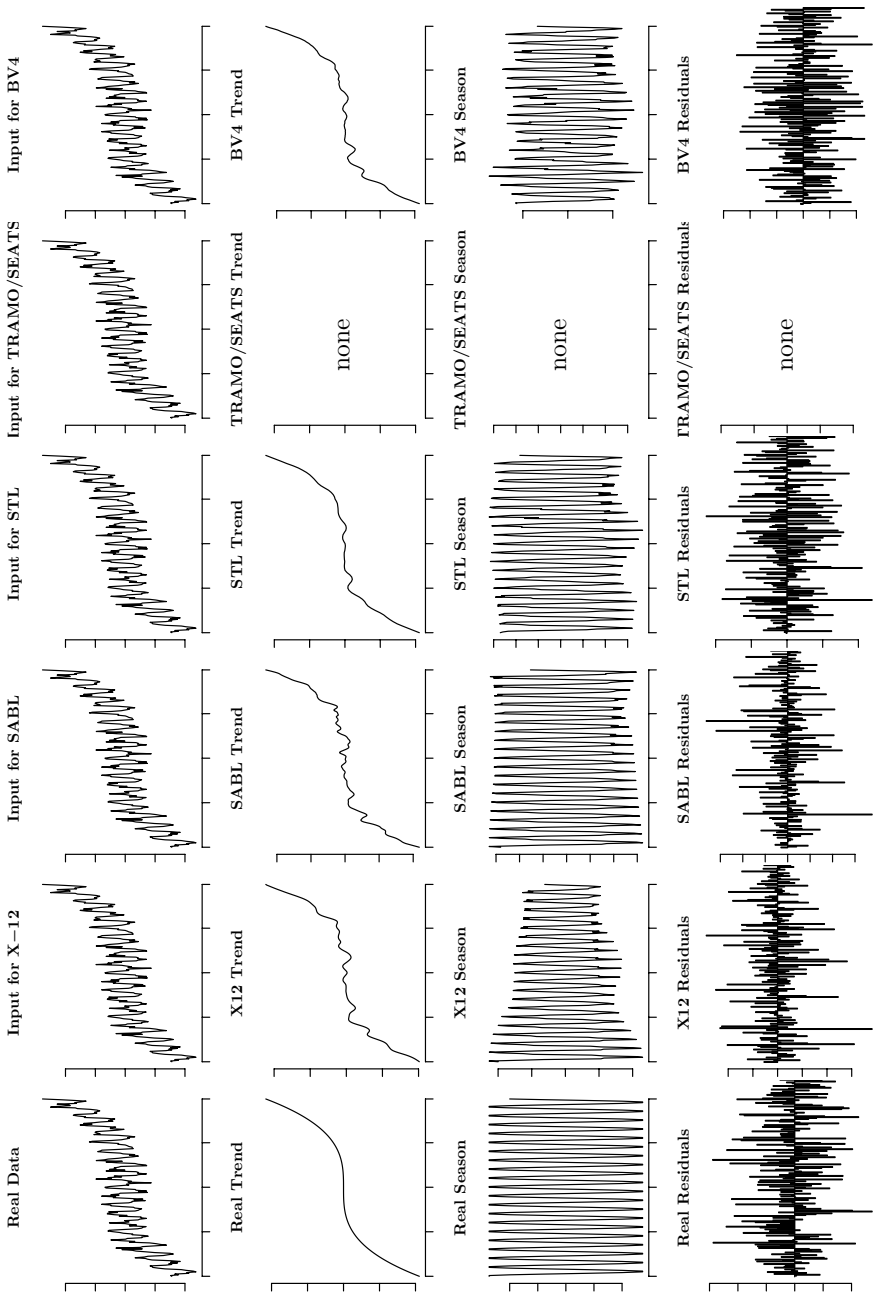 Real Data
Input for X−12
Input for SABL
Input for STL
Input for TRAMO/SEATS
Input for BV4
Real Trend
X12 Trend
SABL Trend
STL Trend
TRAMO/SEATS Trend
BV4 Trend
none
Real Season
X12 Season
SABL Season
STL Season
TRAMO/SEATS Season
BV4 Season
none
Real Residuals
X12 Residuals
SABL Residuals
STL Residuals
TRAMO/SEATS Residuals
BV4 Residuals
none